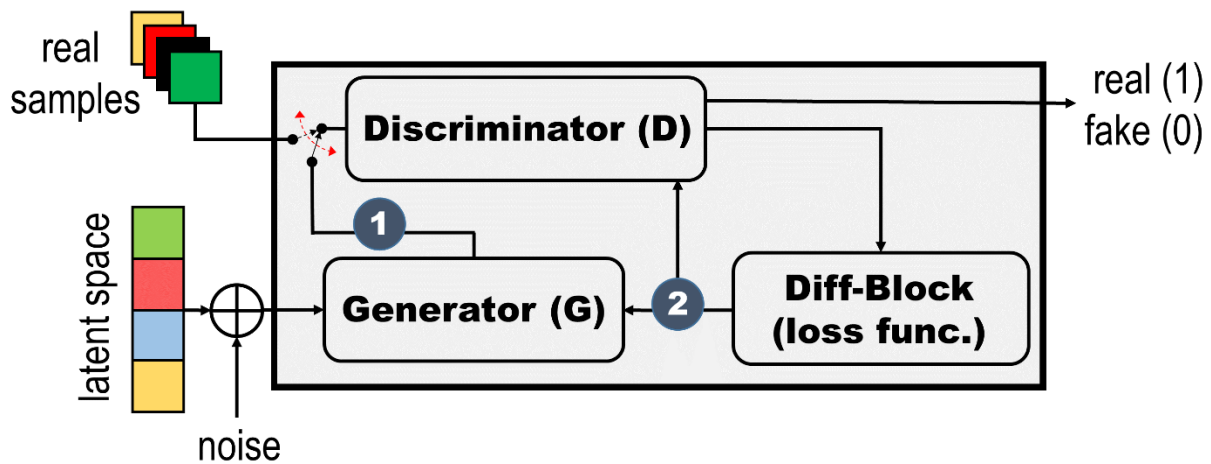 real
samples
Discriminator (D)
real (1)
fake (0)
1
latent space
Generator (G)
2
Diff-Block
(loss func.)
noise